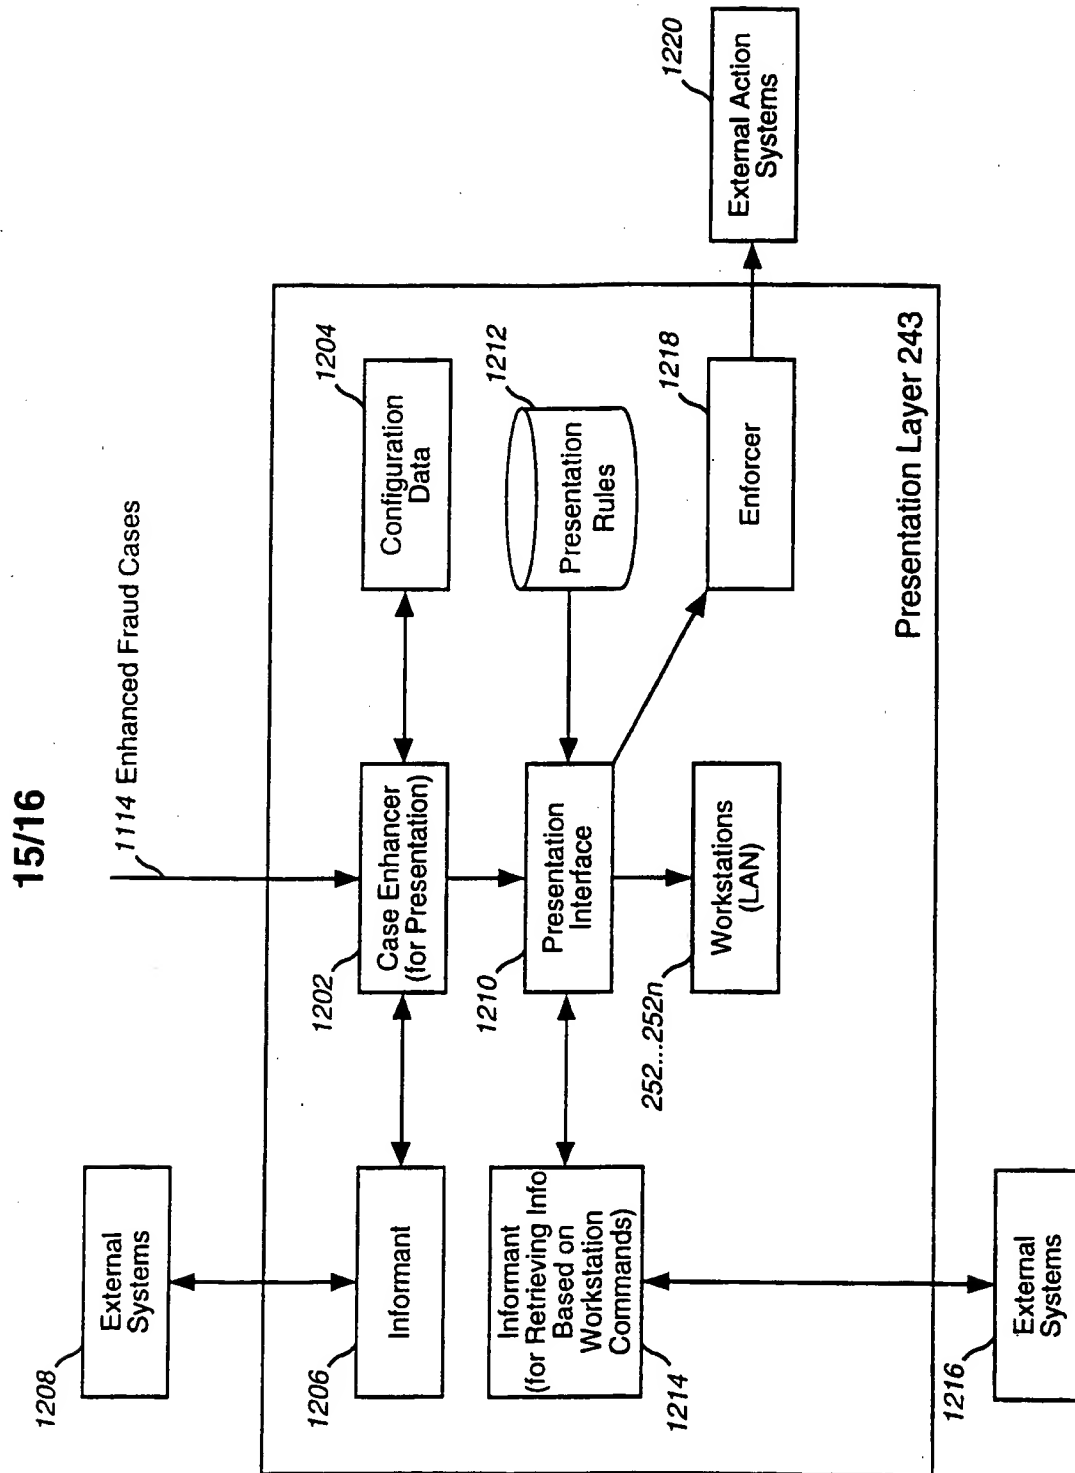 15/16
1114 Enhanced Fraud Cases
1208
External
Systems
1206
Informant
1202
Case Enhancer
(for Presentation)
1204
Configuration
Data
1214
Informant
(for Retrieving Info
Based on
Workstation
Commands)
1210
Presentation
Interface
1212
Presentation
Rules
252...252n
Workstations
(LAN)
1218
Enforcer
1220
External Action
Systems
Presentation Layer 243
1216
External
Systems